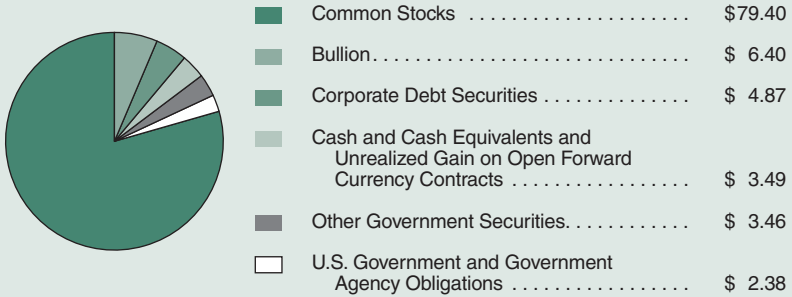 Common Stocks . . . . . . . . . . . . . . . . . . . . . $79.40
Bullion. . . . . . . . . . . . . . . . . . . . . . . . . . . . . . $ 6.40
Corporate Debt Securities . . . . . . . . . . . . . . $ 4.87
Cash and Cash Equivalents and
Unrealized Gain on Open Forward
Currency Contracts . . . . . . . . . . . . . . . . . $ 3.49
Other Government Securities. . . . . . . . . . . . $ 3.46
U.S. Government and Government
Agency Obligations . . . . . . . . . . . . . . . . . $ 2.38